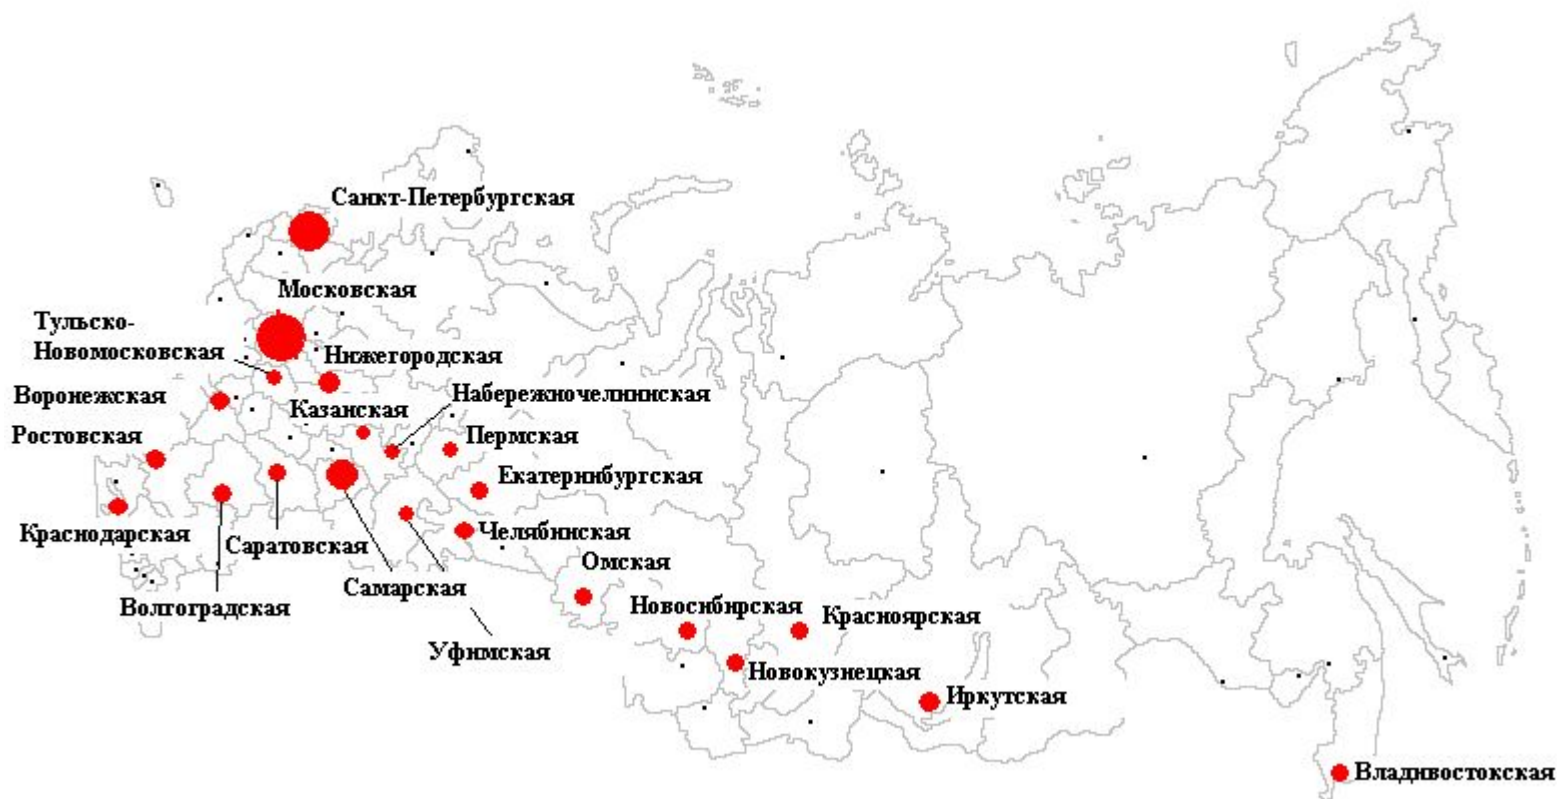 Санкт-Петербургская
Московская
Тульско-
Новомосковская
Нижегородская
Воронежская
Набережночелнинская
Казанская
Ростовская
Пермская
Екатеринбургская
Краснодарская
Саратовская
Челябинская
Омская
Самарская
Волгоградская
Новосибирская
Красноярская
Уфимская
Новокузнецкая
Иркутская
Владивостокская